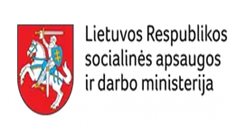 Lietuvos Respublikos
socialinės apsaugos
ir darbo ministerija